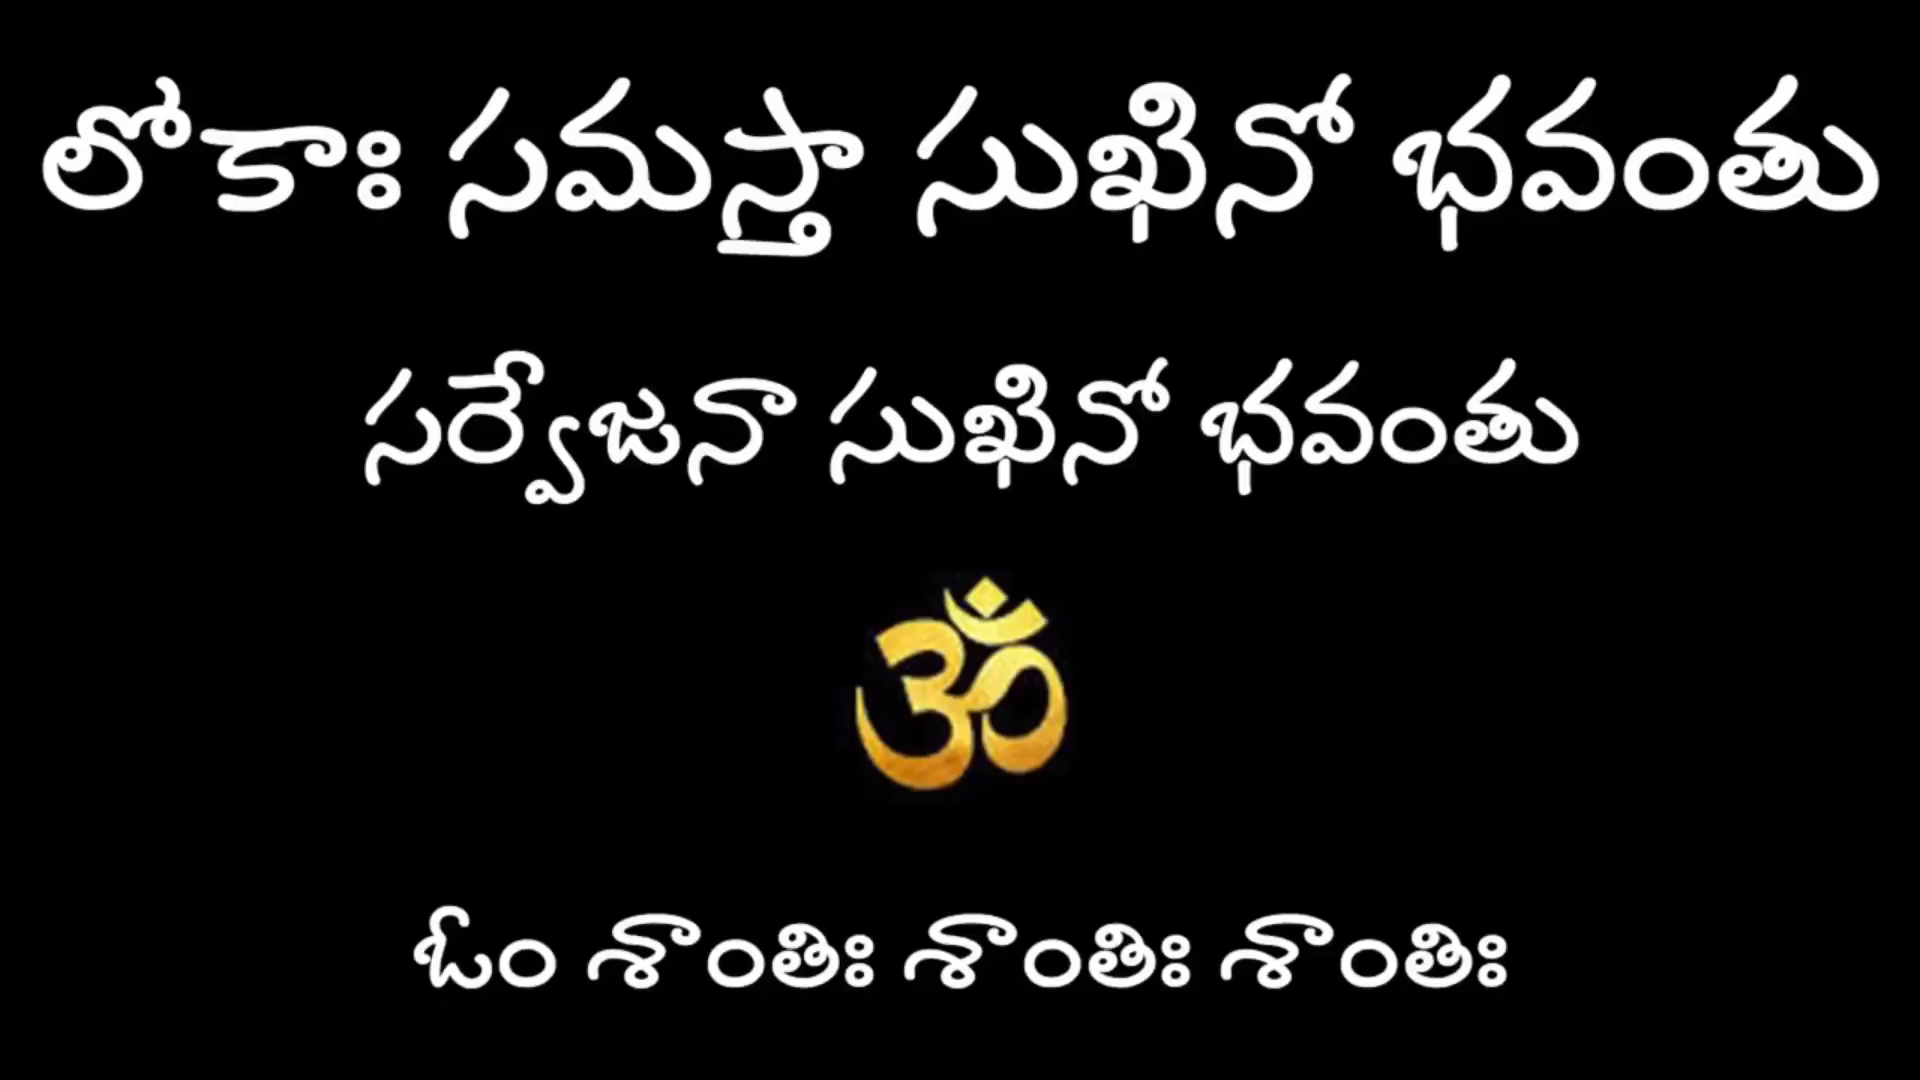 లోకాః సమస్తా సుఖినో భవంతు
సర్వేజనా సుఖినో భవంతు
ॐ
ఓం శాంతిః శాంతిః శాంతిః